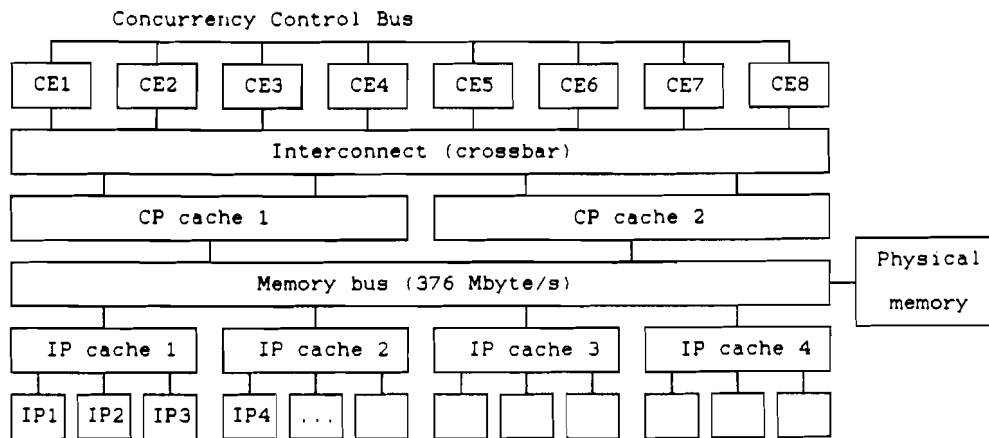 Concurrency Control Bus
CE1 CE2 CE3 CE4 CE5 CE6 CE7 CE8
Interconnect (crossbar)
CP cache 1 CP cache 2
Memory bus (376 Mbyte/s)
Physical
memory
IP cache 1 IP cache 2 IP cache 3 IP cache 4
IP1 IP2 IP3 IP4 ...